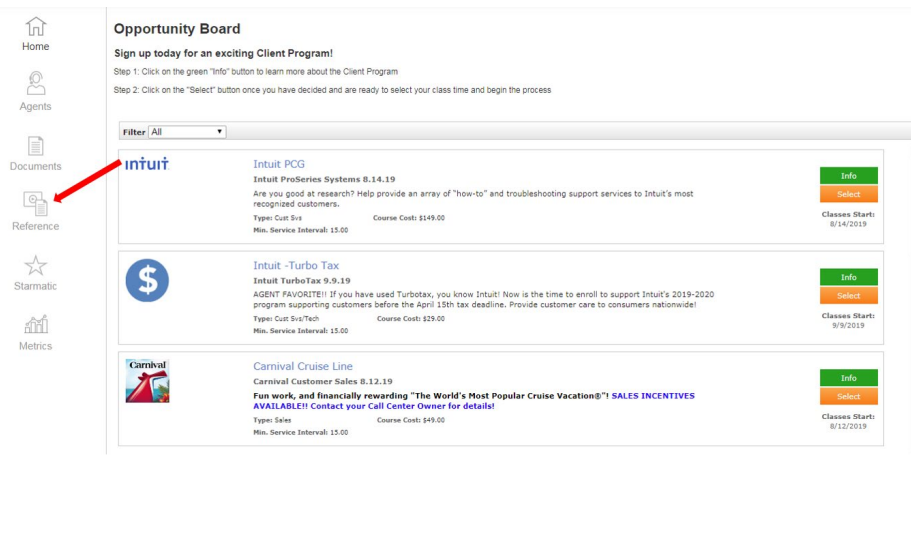 Home
Agents
Documents
Reference
Starmatic
Metrics
Opportunity Board
Sign up today for an exciting Client Program!
Step 1: Click on the green "Info" button to learn more about the Client Program
Step 2: Click on the "Select" button once you have decided and are ready to select your class time and begin the process
Filter All
ıntuıt
Intuit PCG
Intuit ProSeries Systems 8.14.19
Are you good at research? Help provide an array of "how-to" and troubleshooting support services to Intuit's most
recognized customers.
Type: Cust Svs Course Cost: $149.00
Min. Service Interval: 15.00
Info
Select
Classes Start:
8/14/2019
$
Intuit -Turbo Tax
Intuit TurboTax 9.9.19
AGENT FAVORITE!! If you have used Turbotax, you know Intuit! Now is the time to enroll to support Intuit's 2019-2020
program supporting customers before the April 15th tax deadline. Provide customer care to consumers nationwide!
Type: Cust Svs/Tech Course Cost: $29.00
Min. Service Interval: 15.00
Info
Select
Classes Start:
9/9/2019
Carnival
Carnival Cruise Line
Carnival Customer Sales 8.12.19
Fun work, and financially rewarding "The World's Most Popular Cruise Vacation®"! SALES INCENTIVES
AVAILABLE!! Contact your Call Center Owner for details!
Type: Sales Course Cost: $49.00
Min. Service Interval: 15.00
Info
Select
Classes Start:
8/12/2019